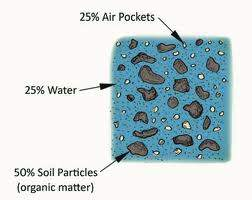 25% Air Pockets
25% Water
50% Soil Particles
(organic matter)